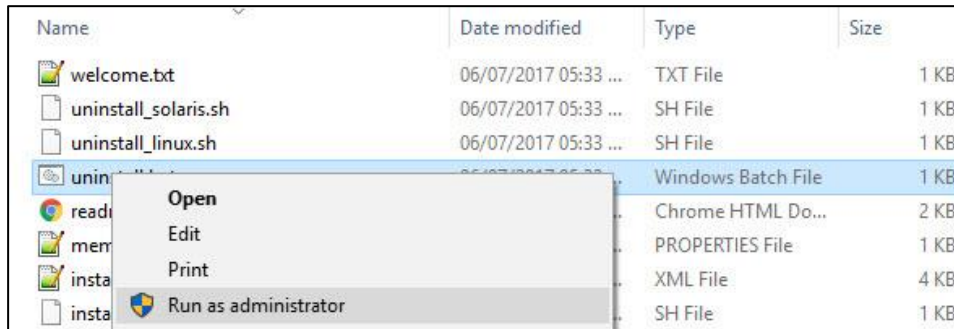 Name Date modified Type Size
welcome.txt 06/07/2017 05:33 ... TXT File 1 KB
uninstall_solaris.sh 06/07/2017 05:33 ... SH File 1 KB
uninstall_linux.sh 06/07/2017 05:33 ... SH File 1 KB
Windows Batch File 1 KB
Open
Chrome HTML Do... 2 KB
Edit
PROPERTIES File 1 KB
Print
XML File 4 KB
Run as administrator
SH File 1 KB